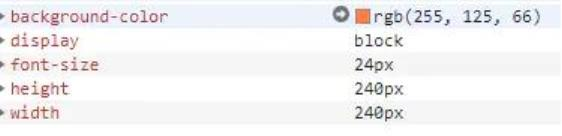 background-color rgb(255, 125, 66)
display block
font-size 24px
height 240px
width 240px